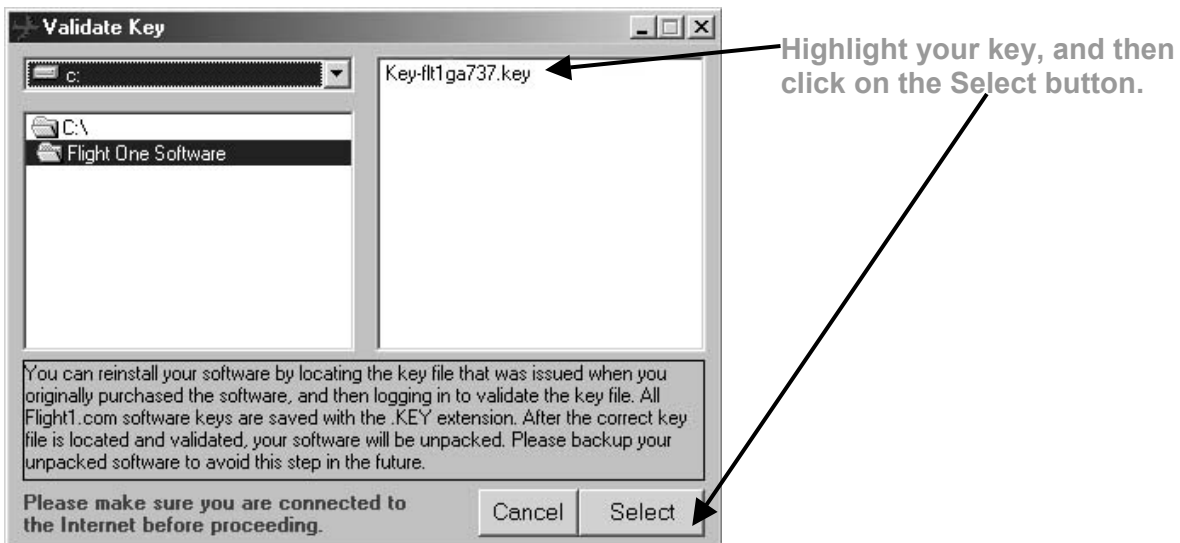 Validate Key
c:
Key-flt1ga737.key
Highlight your key, and then
click on the Select button.
C:\
Flight One Software
You can reinstall your software by locating the key file that was issued when you
originally purchased the software, and then logging in to validate the key file. All
Flight1.com software keys are saved with the .KEY extension. After the correct key
file is located and validated, your software will be unpacked. Please backup your
unpacked software to avoid this step in the future.
Please make sure you are connected to
the Internet before proceeding.
Cancel
Select